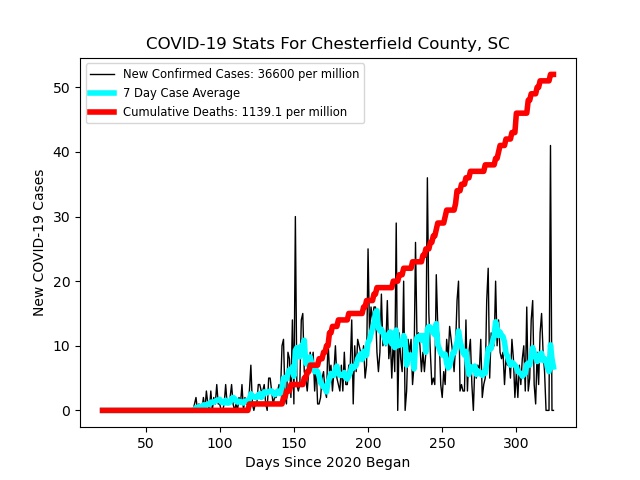 COVID-19 Stats For Chesterfield County, SC
New Confirmed Cases: 36600 per million
7 Day Case Average
Cumulative Deaths: 1139.1 per million
New COVID-19 Cases
50
40
30
20
10
0
50 100 150 200 250 300
Days Since 2020 Began